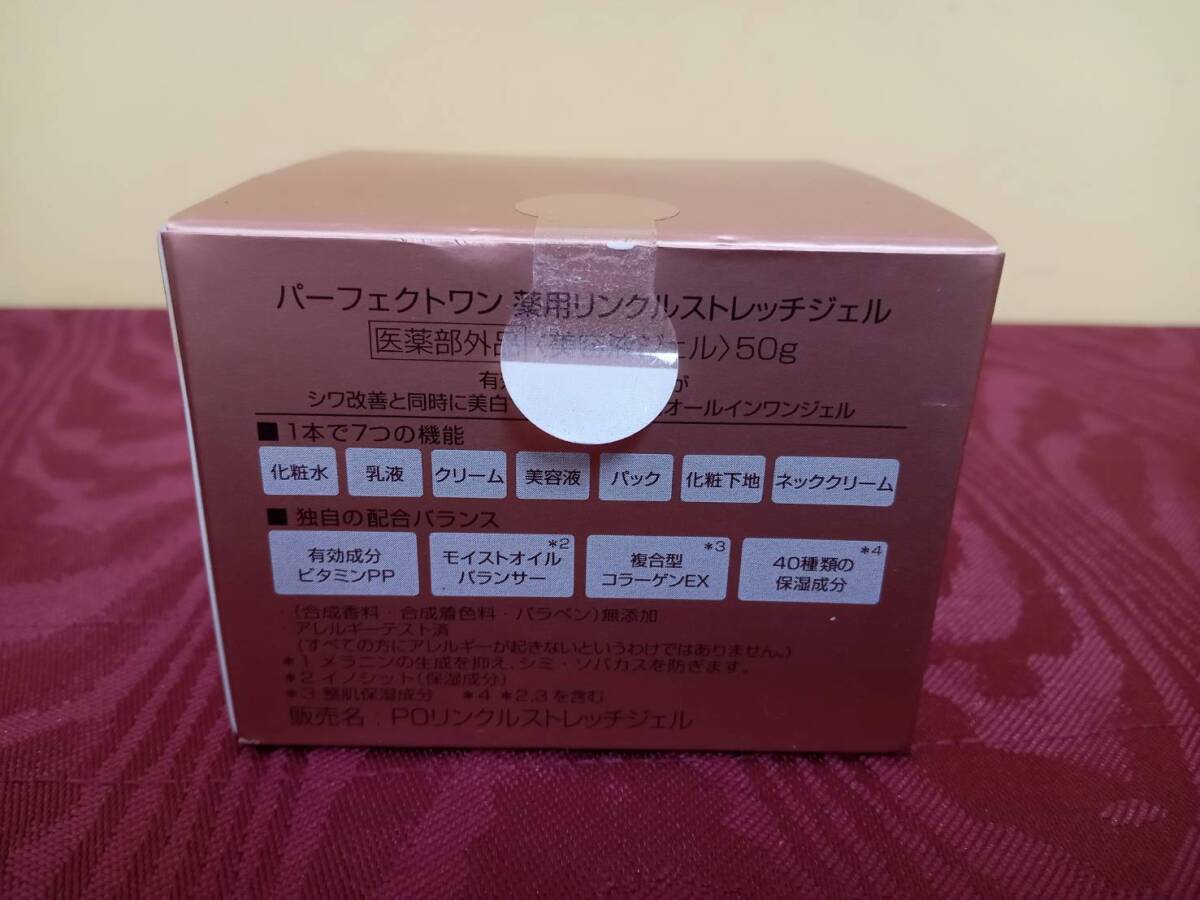 パーフェクトワン 薬用リンクルストレッチジェル
医薬部外品〈美容液ジェル〉50g
有 が
シワ改善と同時に美白 オールインワンジェル
■ 1本で7つの機能
化粧水 乳液 クリーム 美容液 パック 化粧下地 ネッククリーム
■ 独自の配合バランス
有効成分 モイストオイル*2 複合型*3 40種類の*4
ビタミンPP バランサー コラーゲンEX 保湿成分
・(合成香料・合成着色料・パラベン)無添加
アレルギーテスト済
(すべての方にアレルギーが起きないというわけではありません。)
*1 メラニンの生成を抑え、シミ・ソバカスを防ぎます。
*2 イノシット(保湿成分)
*3 整肌保湿成分 *4 *2,3を含む
販売名:POリンクルストレッチジェル